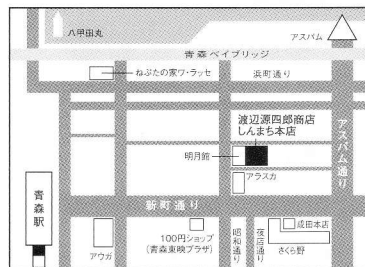 八甲田丸
アスパム
青森ベイブリッジ
ねぶたの家ワ・ラッセ
浜町通り
渡辺源四郎商店
しんまち本店
明月館
アスパム通り
アラスカ
新町通り
青森駅
アウガ
100円ショップ
(青森東映プラザ)
昭和通り
夜店通り
成田本店
さくら野